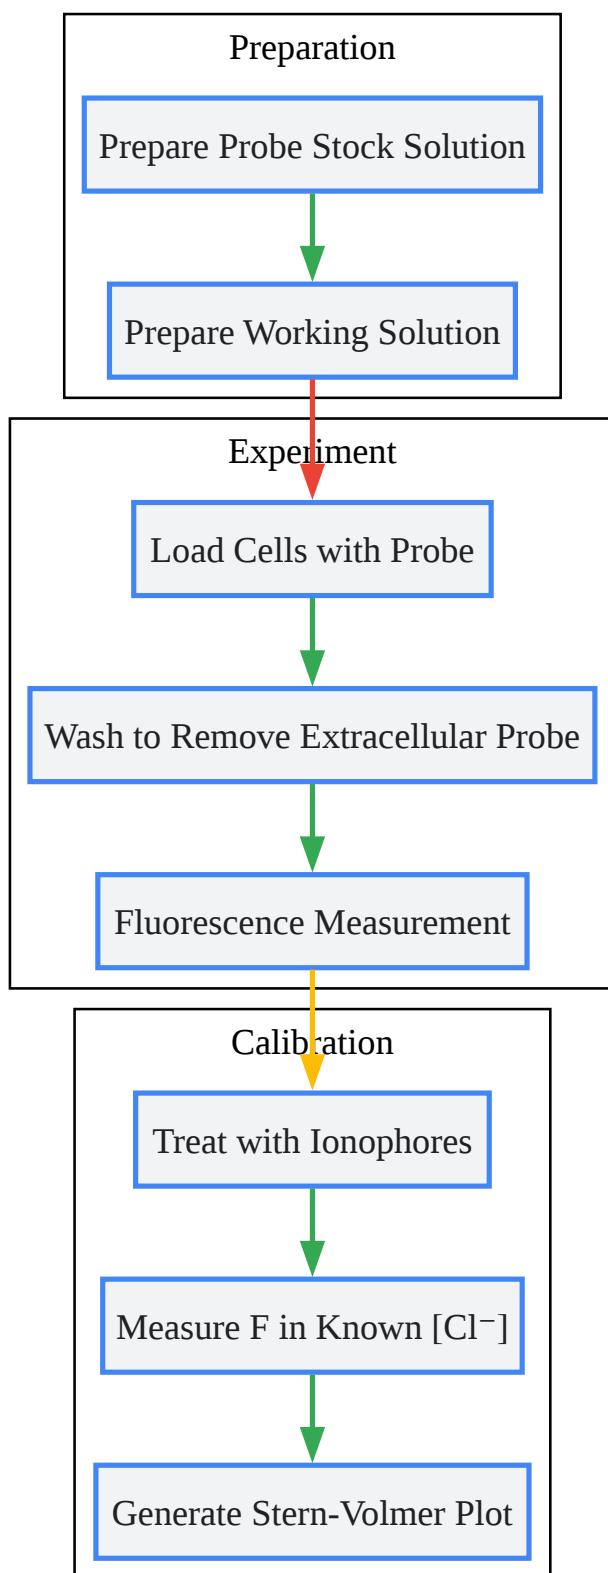 Preparation
Prepare Probe Stock Solution
Prepare Working Solution
Experiment
Load Cells with Probe
Wash to Remove Extracellular Probe
Fluorescence Measurement
Calibration
Treat with Ionophores
Measure F in Known [Cl⁻]
Generate Stern-Volmer Plot